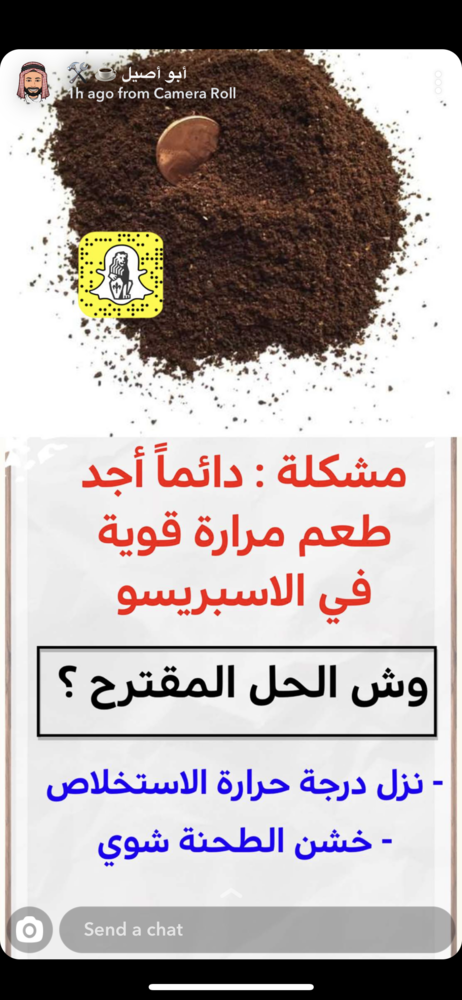 أبو أصيل ☕ 🛠️
1h ago from Camera Roll
مشكلة : دائماً أجد
طعم مرارة قوية
في الاسبريسو
وش الحل المقترح ؟
- نزل درجة حرارة الاستخلاص
- خشن الطحنة شوي
Send a chat